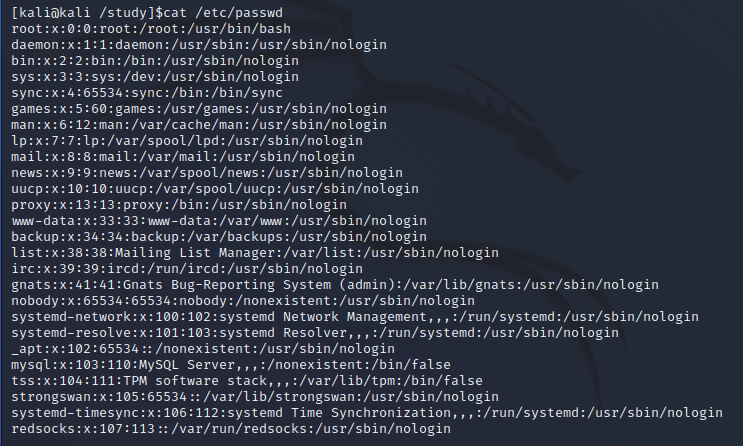 [kali@kali /study]$cat /etc/passwd
root:x:0:0:root:/root:/usr/bin/bash
daemon:x:1:1:daemon:/usr/sbin:/usr/sbin/nologin
bin:x:2:2:bin:/bin:/usr/sbin/nologin
sys:x:3:3:sys:/dev:/usr/sbin/nologin
sync:x:4:65534:sync:/bin:/bin/sync
games:x:5:60:games:/usr/games:/usr/sbin/nologin
man:x:6:12:man:/var/cache/man:/usr/sbin/nologin
lp:x:7:7:lp:/var/spool/lpd:/usr/sbin/nologin
mail:x:8:8:mail:/var/mail:/usr/sbin/nologin
news:x:9:9:news:/var/spool/news:/usr/sbin/nologin
uucp:x:10:10:uucp:/var/spool/uucp:/usr/sbin/nologin
proxy:x:13:13:proxy:/bin:/usr/sbin/nologin
www-data:x:33:33:www-data:/var/www:/usr/sbin/nologin
backup:x:34:34:backup:/var/backups:/usr/sbin/nologin
list:x:38:38:Mailing List Manager:/var/list:/usr/sbin/nologin
irc:x:39:39:ircd:/run/ircd:/usr/sbin/nologin
gnats:x:41:41:Gnats Bug-Reporting System (admin):/var/lib/gnats:/usr/sbin/nologin
nobody:x:65534:65534:nobody:/nonexistent:/usr/sbin/nologin
systemd-network:x:100:102:systemd Network Management,,,:/run/systemd:/usr/sbin/nologin
systemd-resolve:x:101:103:systemd Resolver,,,:/run/systemd:/usr/sbin/nologin
_apt:x:102:65534::/nonexistent:/usr/sbin/nologin
mysql:x:103:110:MySQL Server,,,:/nonexistent:/bin/false
tss:x:104:111:TPM software stack,,,:/var/lib/tpm:/bin/false
strongswan:x:105:65534::/var/lib/strongswan:/usr/sbin/nologin
systemd-timesync:x:106:112:systemd Time Synchronization,,,:/run/systemd:/usr/sbin/nologin
redsocks:x:107:113::/var/run/redsocks:/usr/sbin/nologin